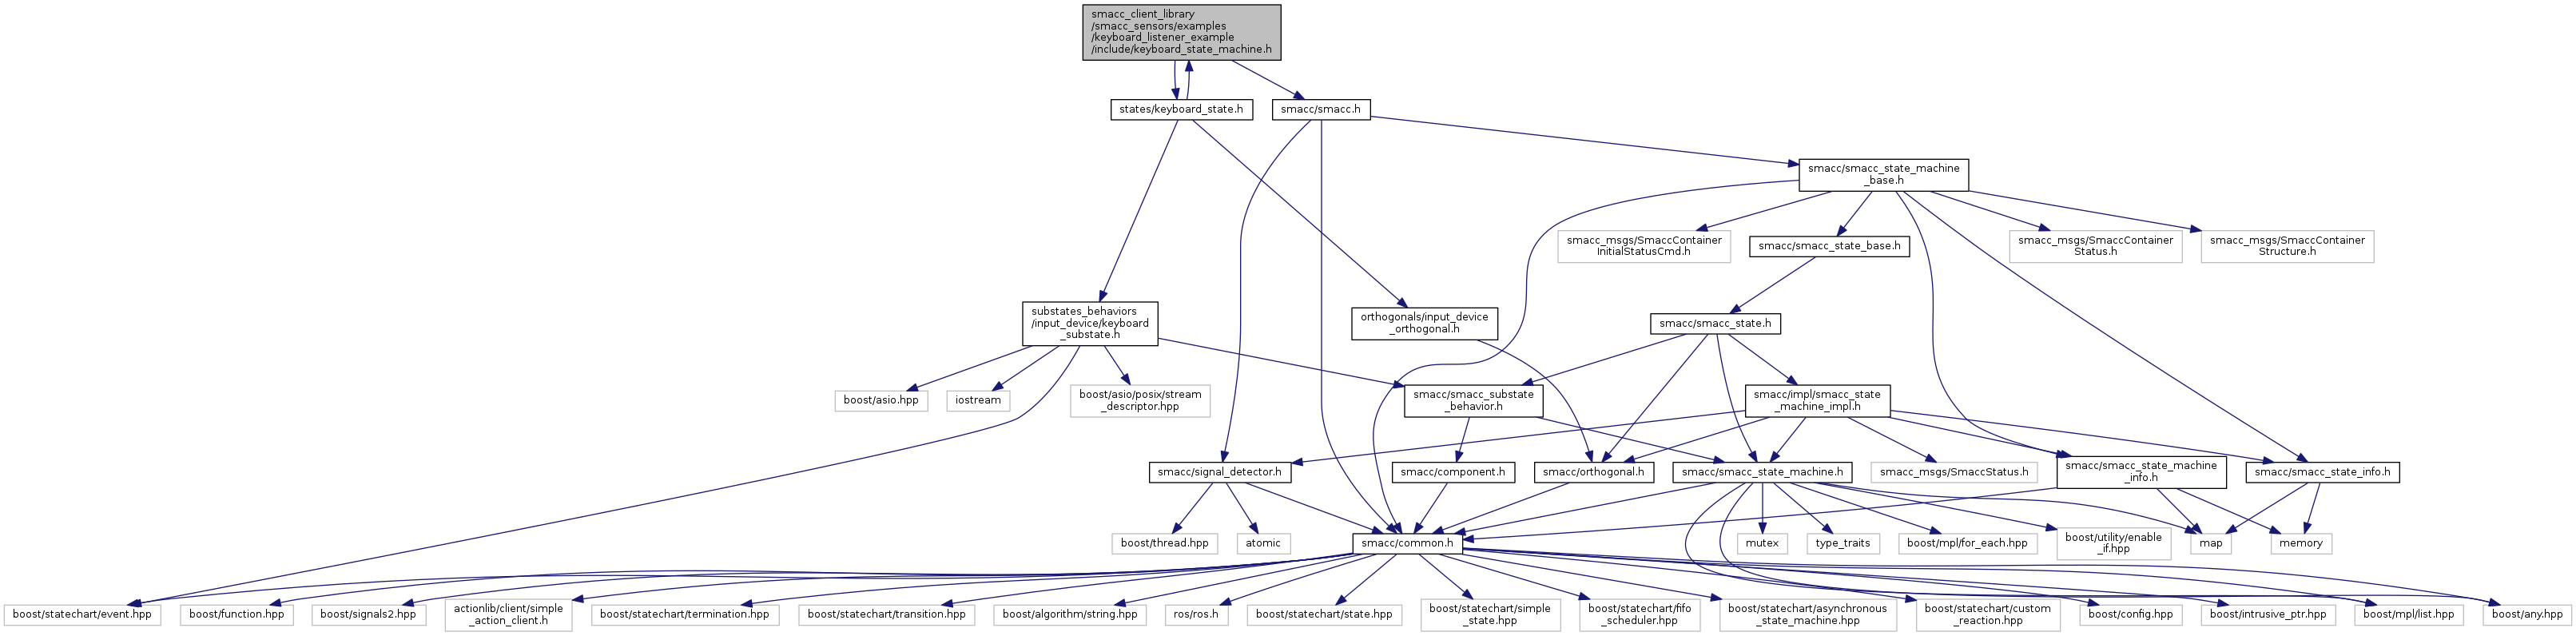 smacc_client_library
/smacc_sensors/examples
/keyboard_listener_example
/include/keyboard_state_machine.h
states/keyboard_state.h
smacc/smacc.h
smacc/smacc_state_machine
_base.h
smacc_msgs/SmaccContainer
InitialStatusCmd.h
smacc/smacc_state_base.h
smacc_msgs/SmaccContainer
Status.h
smacc_msgs/SmaccContainer
Structure.h
substates_behaviors
/input_device/keyboard
_substate.h
orthogonals/input_device
_orthogonal.h
smacc/smacc_state.h
boost/asio.hpp
iostream
boost/asio/posix/stream
_descriptor.hpp
smacc/smacc_substate
_behavior.h
smacc/impl/smacc_state
_machine_impl.h
smacc/signal_detector.h
smacc/component.h
smacc/orthogonal.h
smacc/smacc_state_machine.h
smacc_msgs/SmaccStatus.h
smacc/smacc_state_machine
_info.h
smacc/smacc_state_info.h
boost/thread.hpp
atomic
smacc/common.h
mutex
type_traits
boost/mpl/for_each.hpp
boost/utility/enable
_if.hpp
map
memory
boost/statechart/event.hpp
boost/function.hpp
boost/signals2.hpp
actionlib/client/simple
_action_client.h
boost/statechart/termination.hpp
boost/statechart/transition.hpp
boost/algorithm/string.hpp
ros/ros.h
boost/statechart/state.hpp
boost/statechart/simple
_state.hpp
boost/statechart/fifo
_scheduler.hpp
boost/statechart/asynchronous
_state_machine.hpp
boost/statechart/custom
_reaction.hpp
boost/config.hpp
boost/intrusive_ptr.hpp
boost/mpl/list.hpp
boost/any.hpp